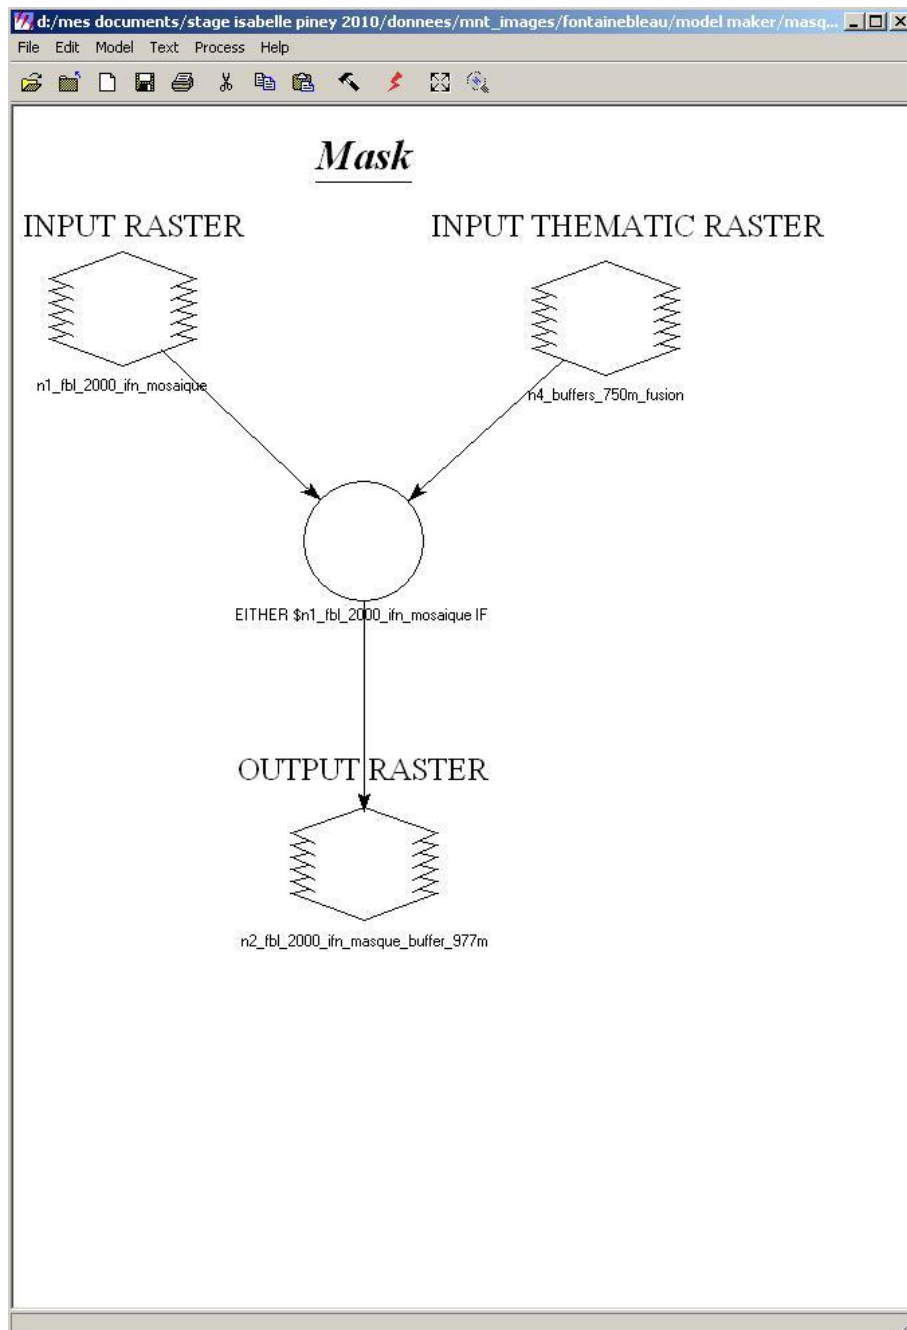 d:/mes documents/stage isabelle piney 2010/donnees/mnt_images/fontainebleau/model maker/masq...
File Edit Model Text Process Help
Mask
INPUT RASTER
INPUT THEMATIC RASTER
n1_fbl_2000_ifn_mosaique
n4_buffers_750m_fusion
EITHER $n1_fbl_2000_ifn_mosaique IF
OUTPUT RASTER
n2_fbl_2000_ifn_masque_buffer_977m